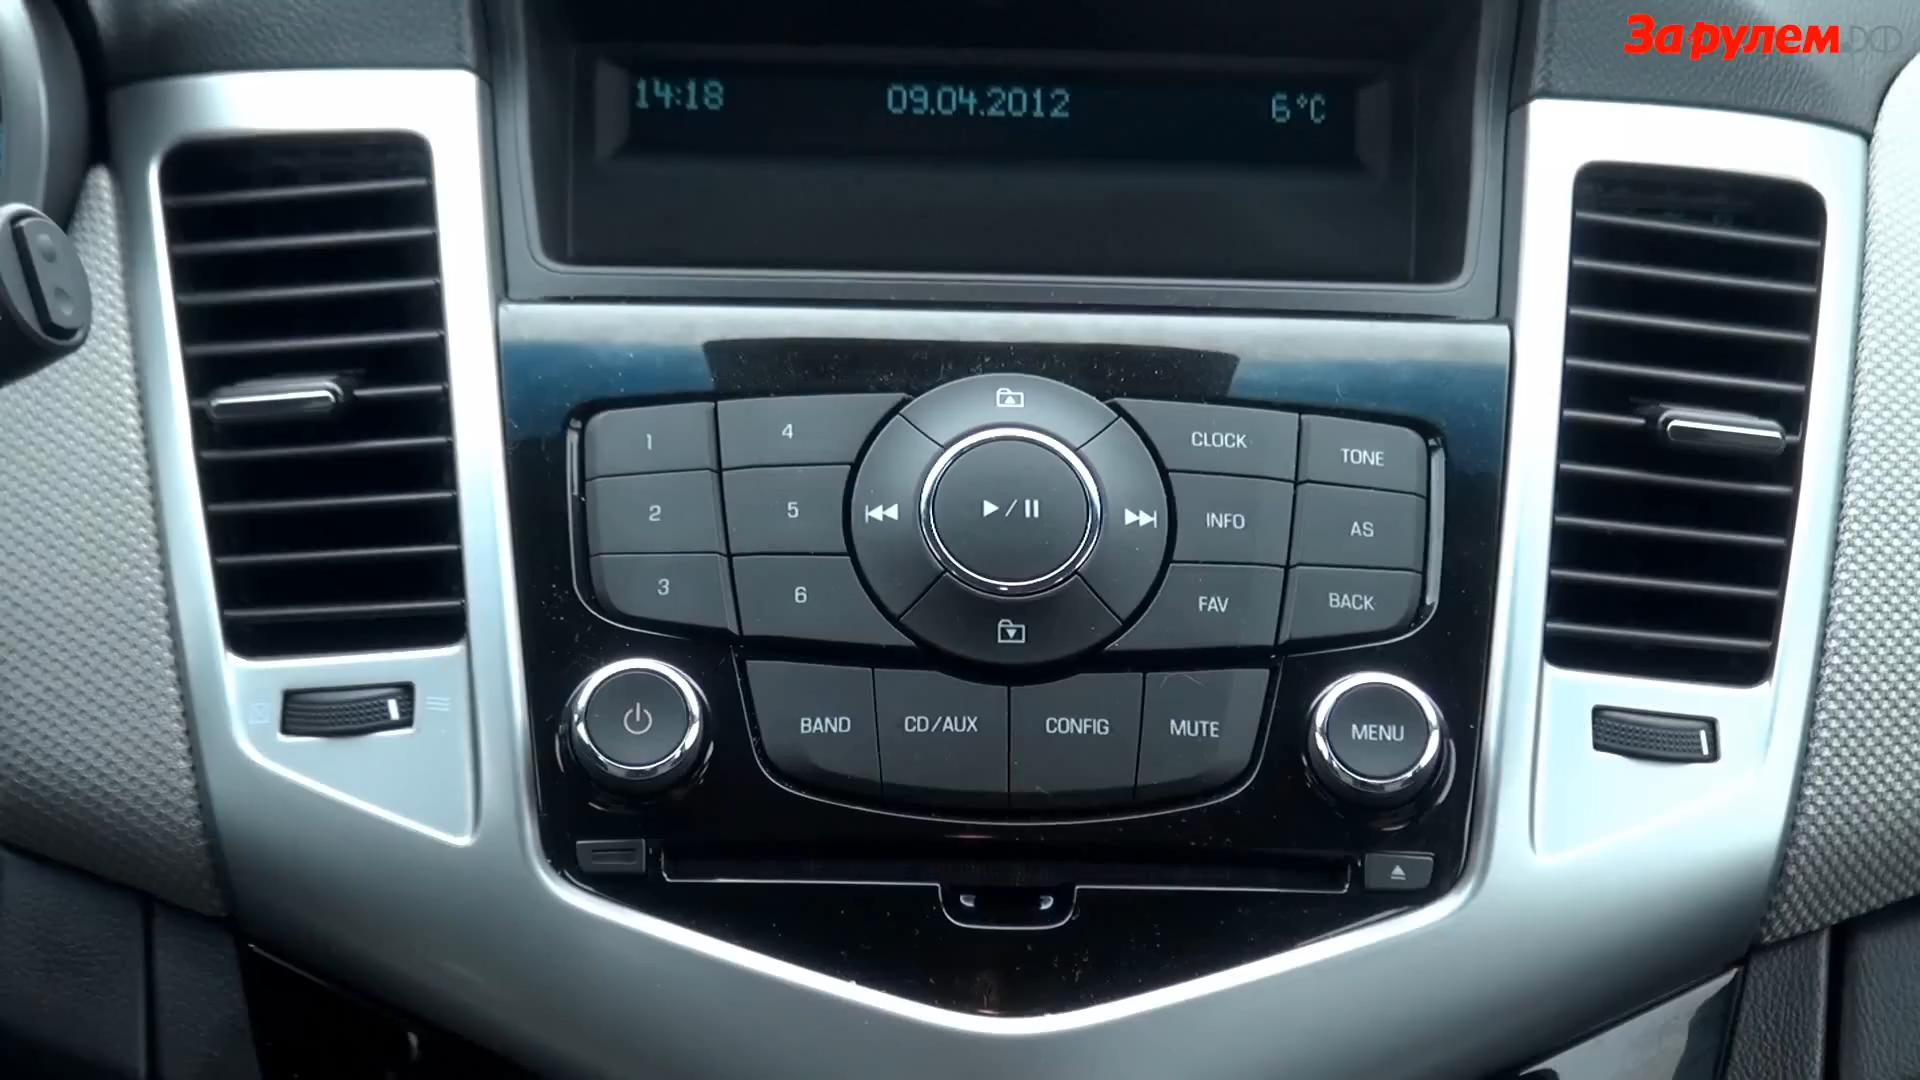 За рулем.РФ
14:18 09.04.2012 6°C
1 4 CLOCK TONE
2 5 INFO AS
3 6 FAV BACK
BAND CD/AUX CONFIG MUTE MENU